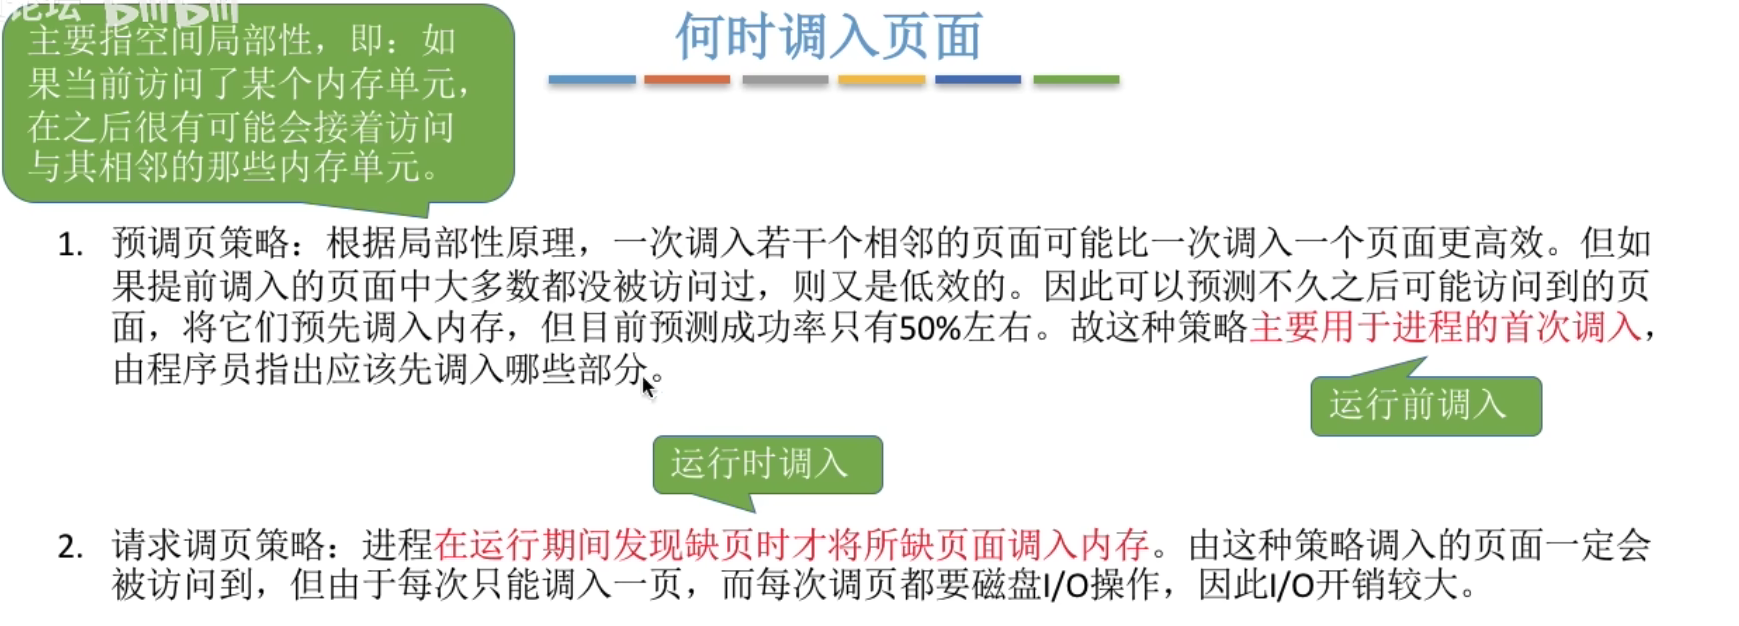 论坛 bilibili
主要指空间局部性，即：如
果当前访问了某个内存单元，
在之后很有可能会接着访问
与其相邻的那些内存单元。
何时调入页面
1. 预调页策略：根据局部性原理，一次调入若干个相邻的页面可能比一次调入一个页面更高效。但如
果提前调入的页面中大多数都没被访问过，则又是低效的。因此可以预测不久之后可能访问到的页
面，将它们预先调入内存，但目前预测成功率只有50%左右。故这种策略主要用于进程的首次调入，
由程序员指出应该先调入哪些部分。
运行前调入
运行时调入
2. 请求调页策略：进程在运行期间发现缺页时才将所缺页面调入内存。由这种策略调入的页面一定会
被访问到，但由于每次只能调入一页，而每次调页都要磁盘I/O操作，因此I/O开销较大。